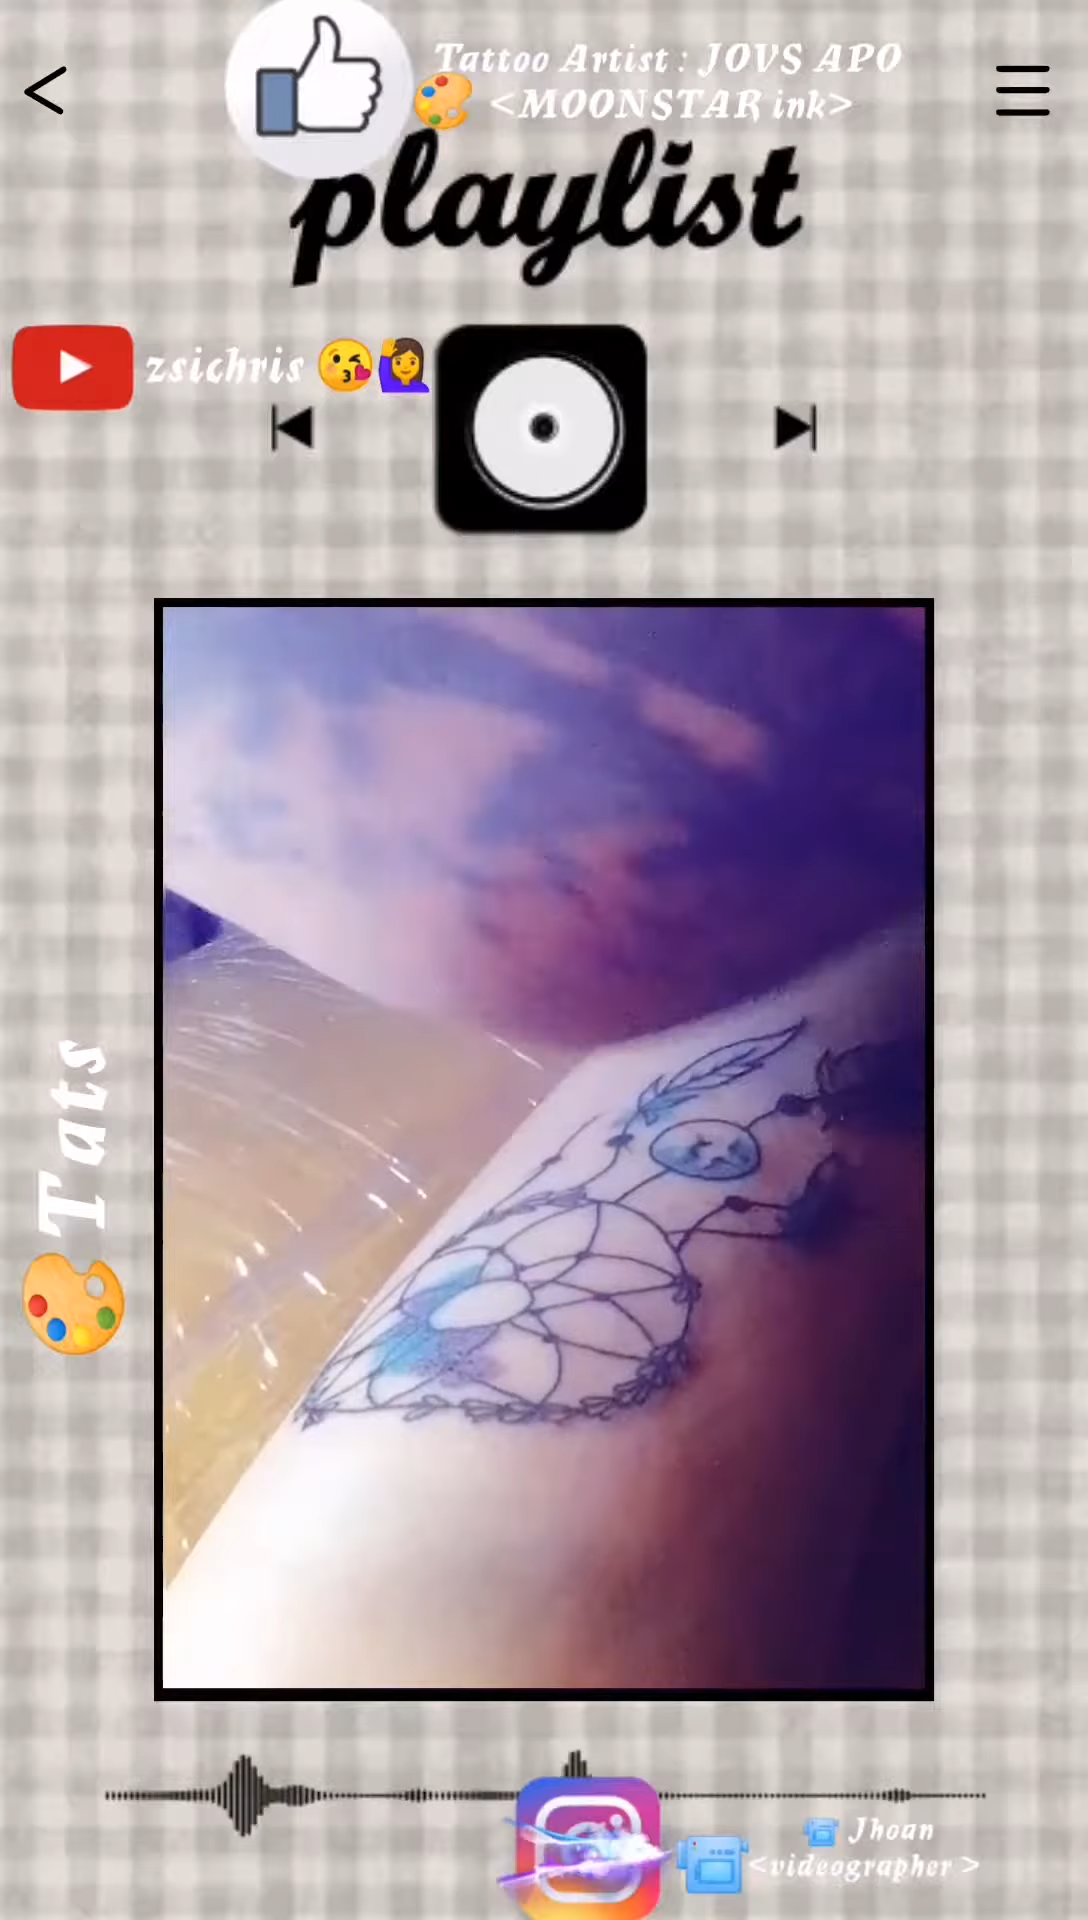 Tattoo Artist : JOVS APO
<MOONSTAR ink>
playlist
zsichris
Tats
Jhoan
<videographer >